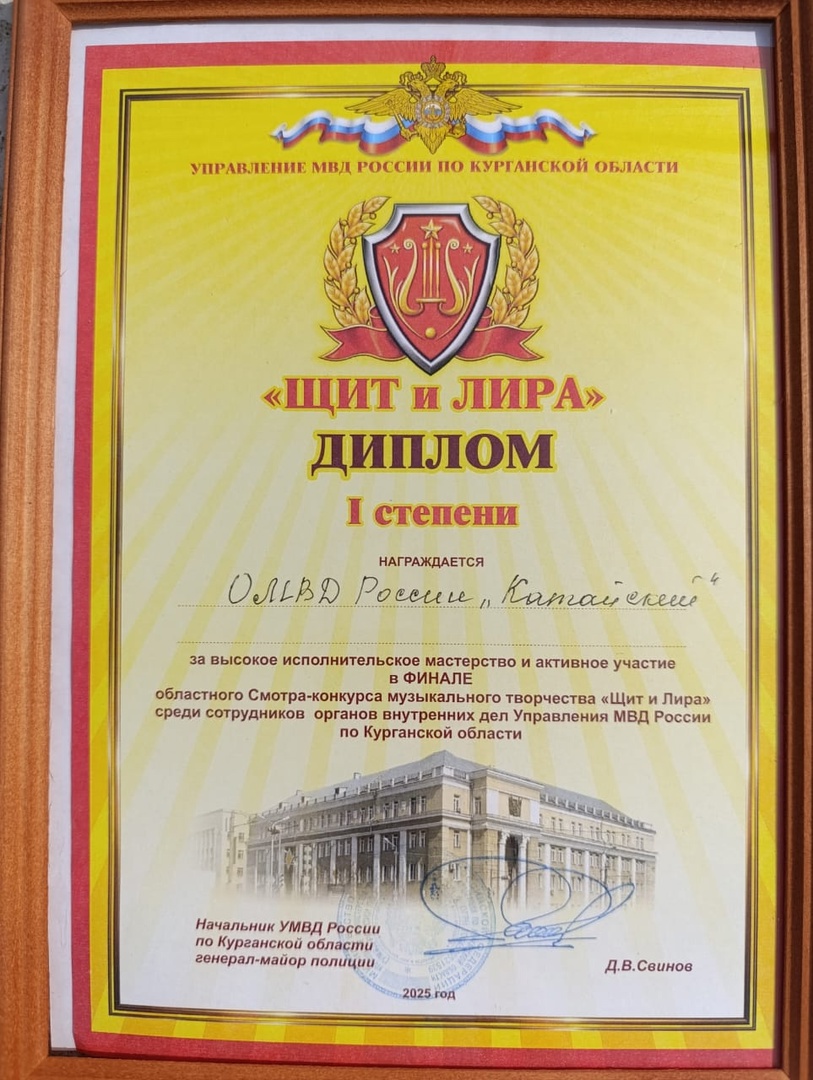 УПРАВЛЕНИЕ МВД РОССИИ ПО КУРГАНСКОЙ ОБЛАСТИ
«ЩИТ и ЛИРА»
ДИПЛОМ
I степени
НАГРАЖДАЕТСЯ
ОМВД России „Катайский“
за высокое исполнительское мастерство и активное участие
в ФИНАЛЕ
областного Смотра-конкурса музыкального творчества «Щит и Лира»
среди сотрудников органов внутренних дел Управления МВД России
по Курганской области
Начальник УМВД России
по Курганской области
генерал-майор полиции
Д.В.Свинов
2025 год